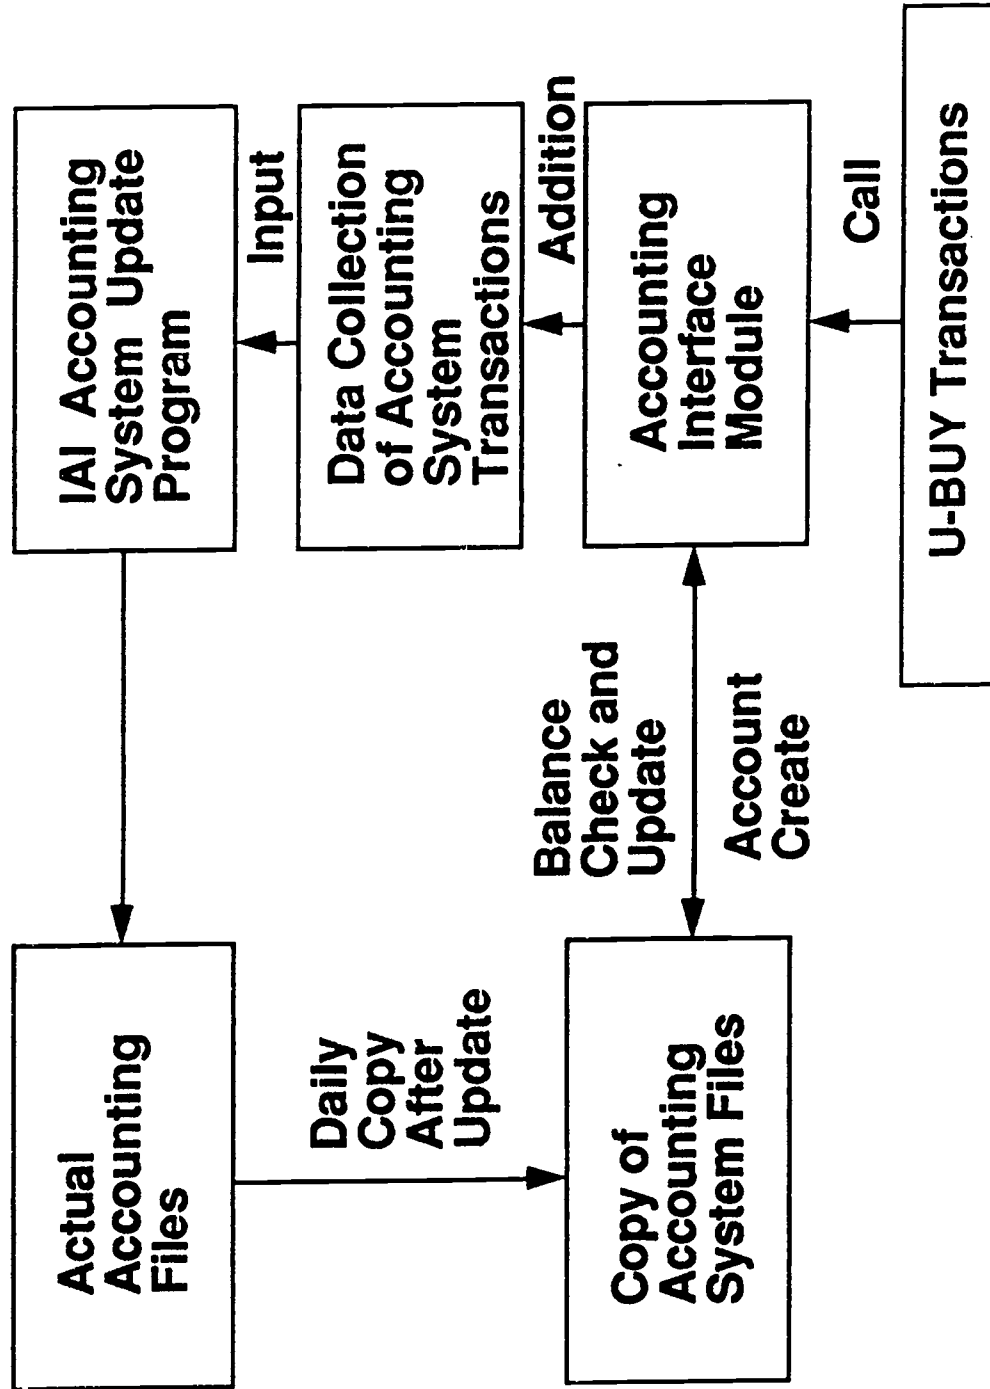 Actual
Accounting
Files
IAI Accounting
System Update
Program
Daily
Copy
After
Update
Input
Data Collection
of Accounting
System
Transactions
Balance
Check and
Update
Addition
Copy of
Accounting
System Files
Account
Create
Accounting
Interface
Module
Call
U-BUY Transactions